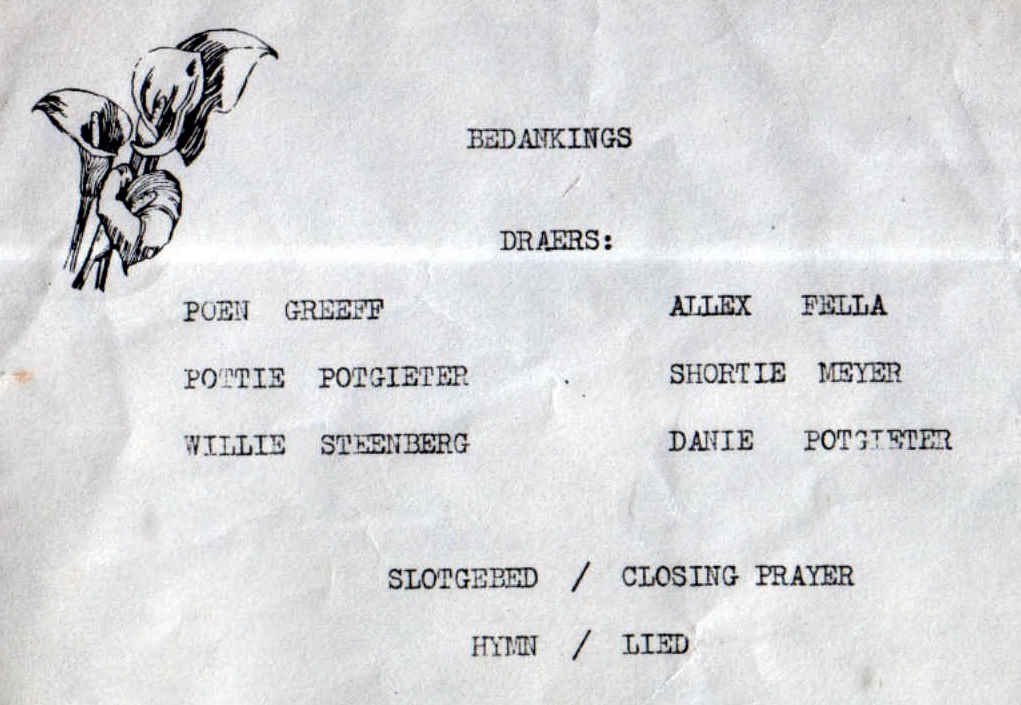 BEDANKINGS
DRAERS:
POEN GREEFF ALLEX FELLA
POTTIE POTGIETER SHORTIE MEYER
WILLIE STEENBERG DANIE POTGIETER
SLOTGEBED / CLOSING PRAYER
HYMN / LIED